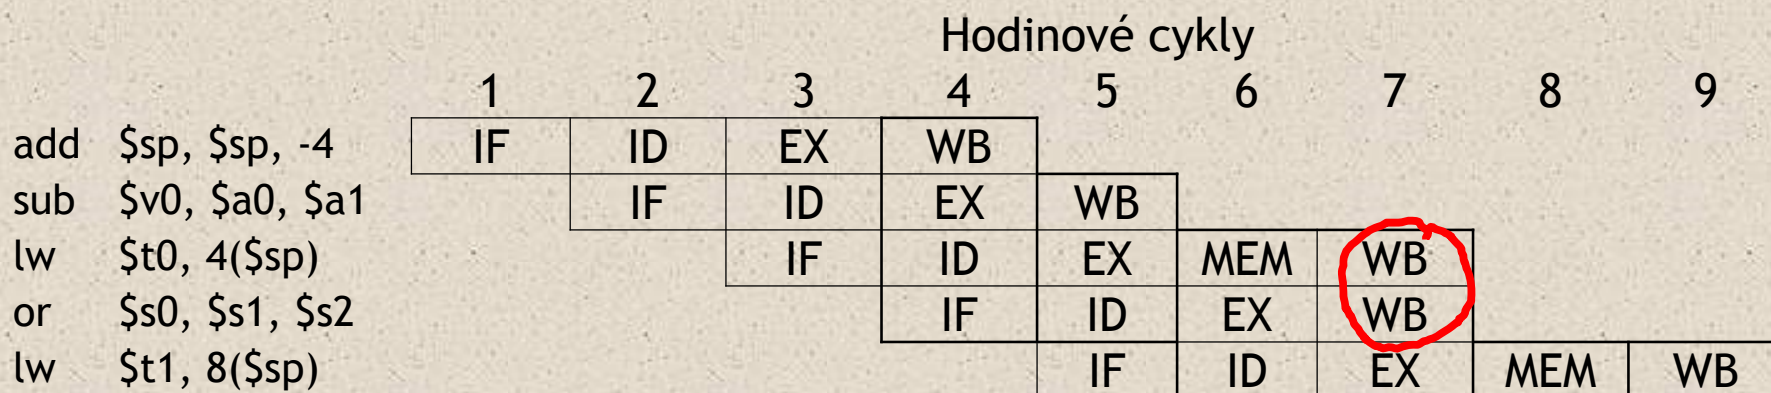 Hodinové cykly
1 2 3 4 5 6 7 8 9
add $sp, $sp, -4 IF ID EX WB
sub $v0, $a0, $a1 IF ID EX WB
lw $t0, 4($sp) IF ID EX MEM WB
or $s0, $s1, $s2 IF ID EX WB
lw $t1, 8($sp) IF ID EX MEM WB